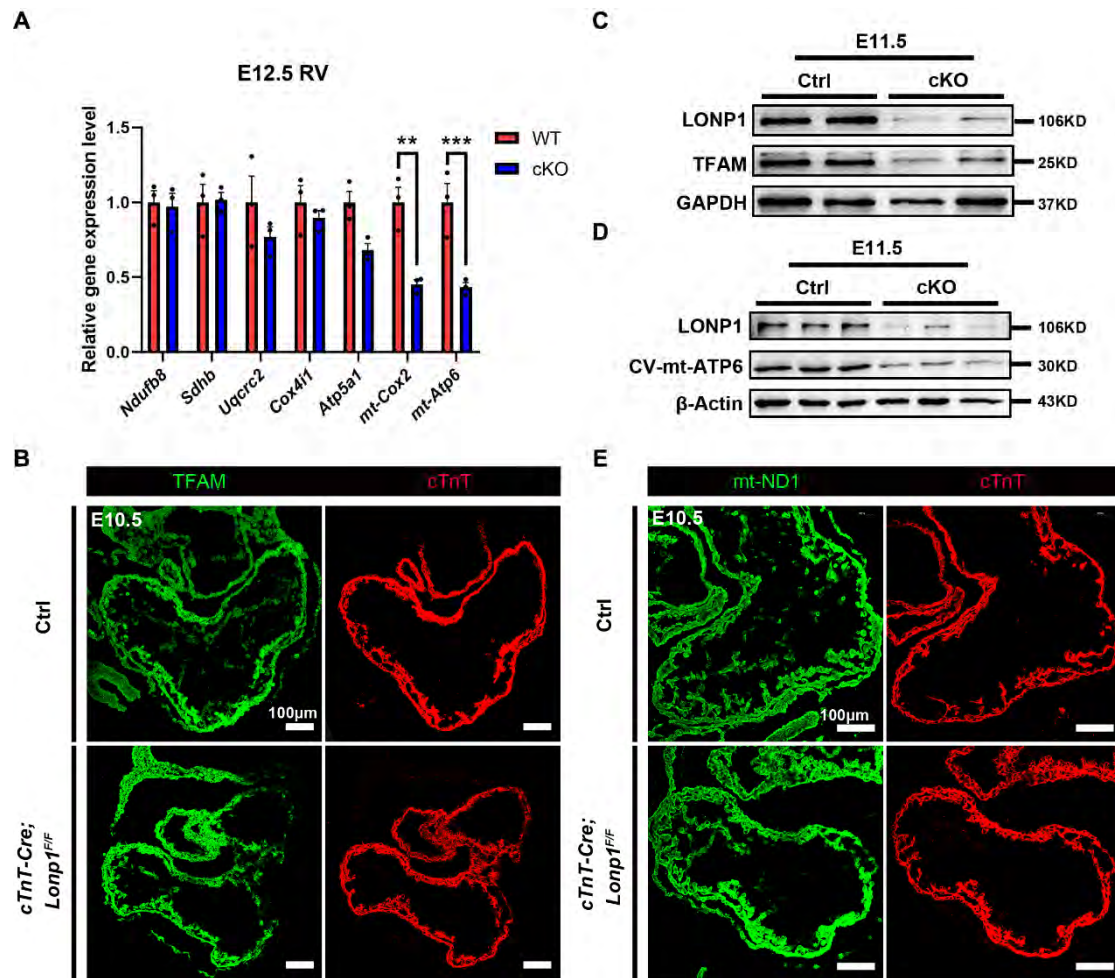 A
E12.5 RV
Relative gene expression level
1.5
1.0
0.5
0.0
** ***
WT
cKO
Ndufb8 Sdhb Uqcrc2 Cox4i1 Atp5a1 mt-Cox2 mt-Atp6
C
E11.5
Ctrl cKO
LONP1 106KD
TFAM 25KD
GAPDH 37KD
D
E11.5
Ctrl cKO
LONP1 106KD
CV-mt-ATP6 30KD
β-Actin 43KD
B
TFAM cTnT
E10.5
Ctrl
100μm
cTnT-Cre;
Lonp1F/F
E
mt-ND1 cTnT
E10.5
Ctrl
100μm
cTnT-Cre;
Lonp1F/F